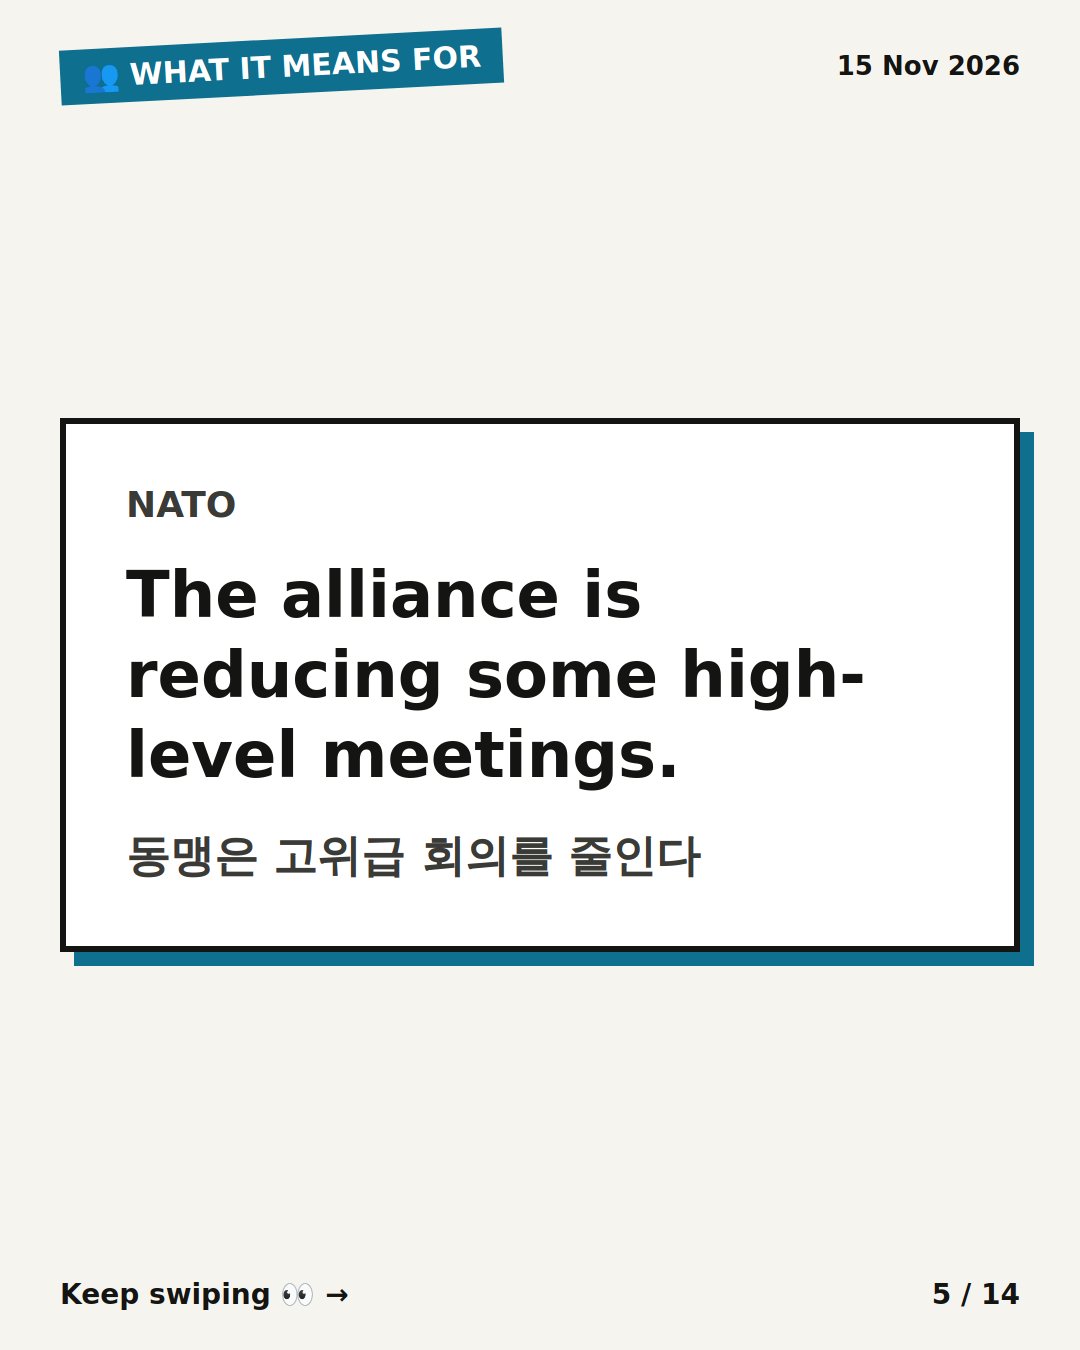 👥 WHAT IT MEANS FOR
15 Nov 2026
NATO
The alliance is
reducing some high-
level meetings.
동맹은 고위급 회의를 줄인다
Keep swiping 👀 →
5 / 14